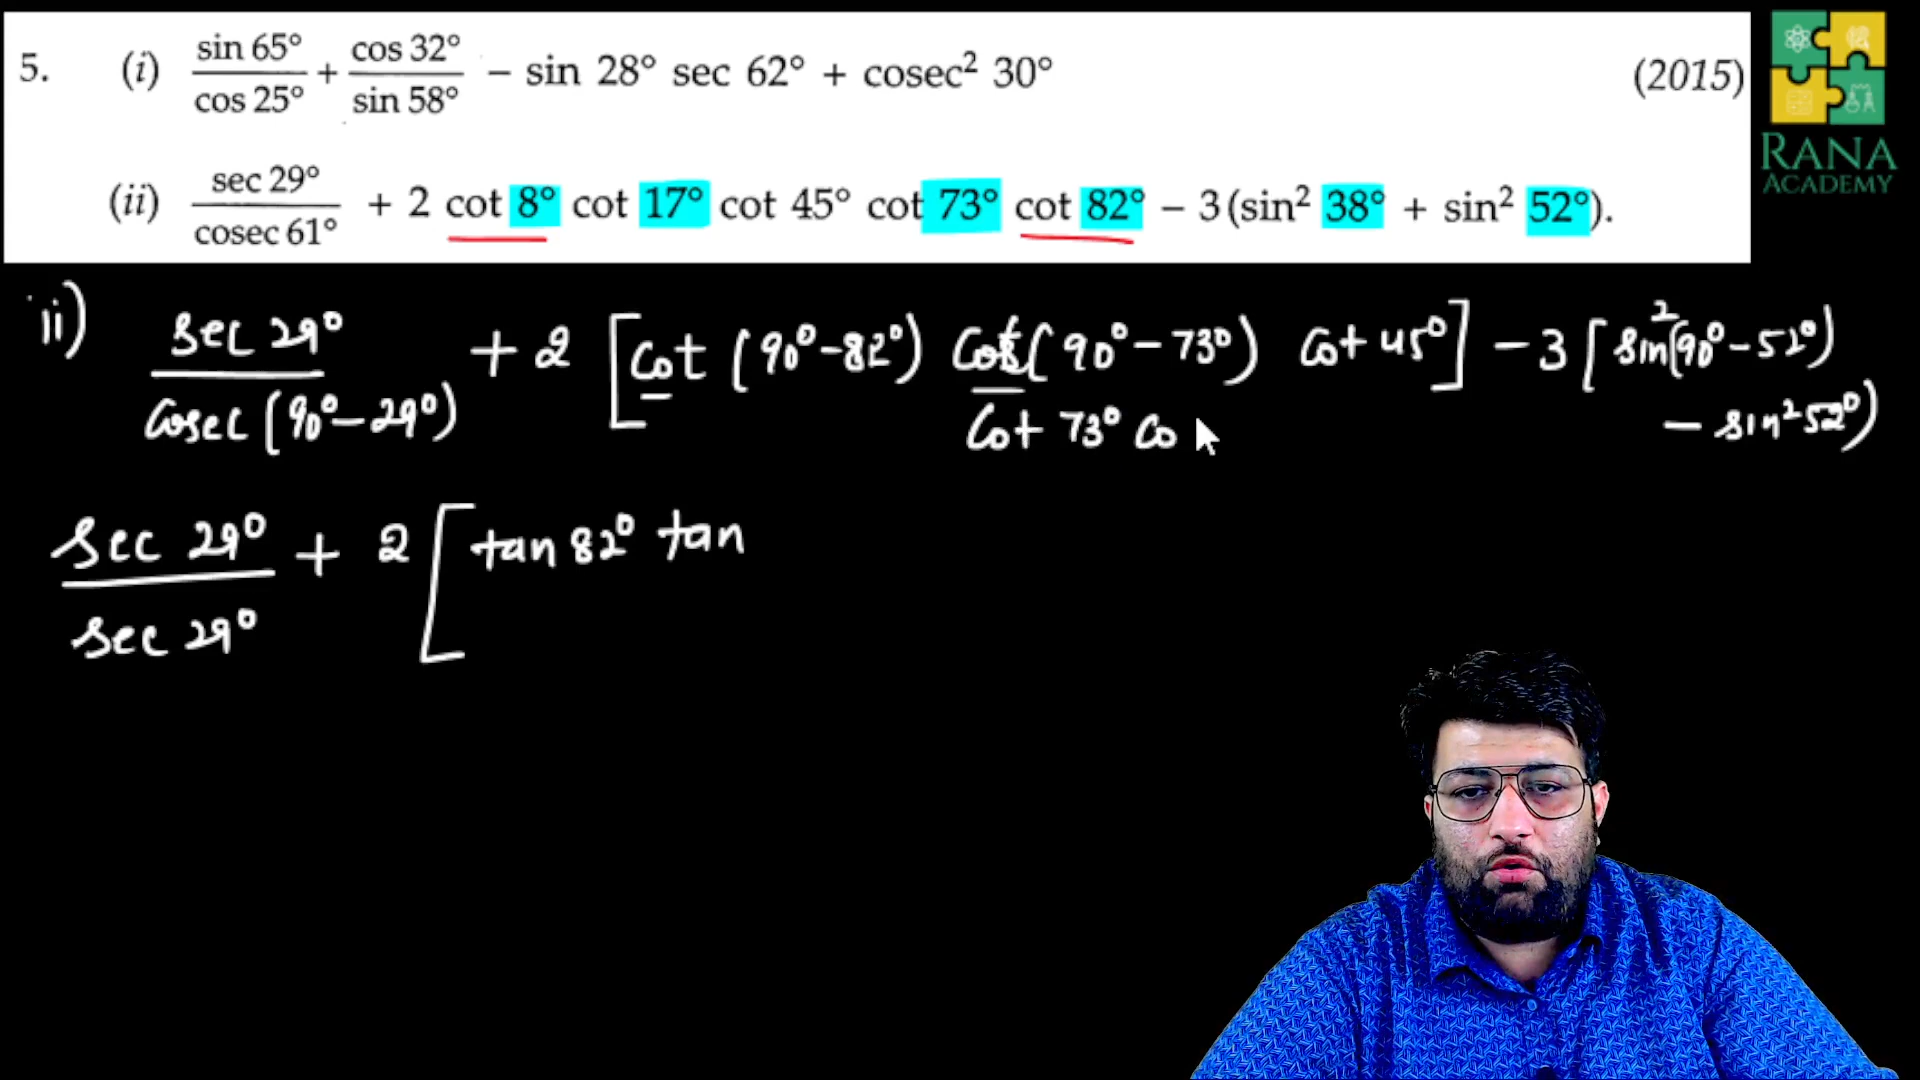 5. (i) sin 65° / cos 25° + cos 32° / sin 58° − sin 28° sec 62° + cosec² 30° (2015)
RANA
ACADEMY
(ii) sec 29° / cosec 61° + 2 cot 8° cot 17° cot 45° cot 73° cot 82° − 3(sin² 38° + sin² 52°).
ii) sec 29° / cosec (90°−29°) + 2 [cot (90°−82°) cot (90°−73°) cot 45°] − 3 [sin²(90°−52°)
cot 73° co
− sin² 52°)
sec 29° / sec 29° + 2 [tan 82° tan